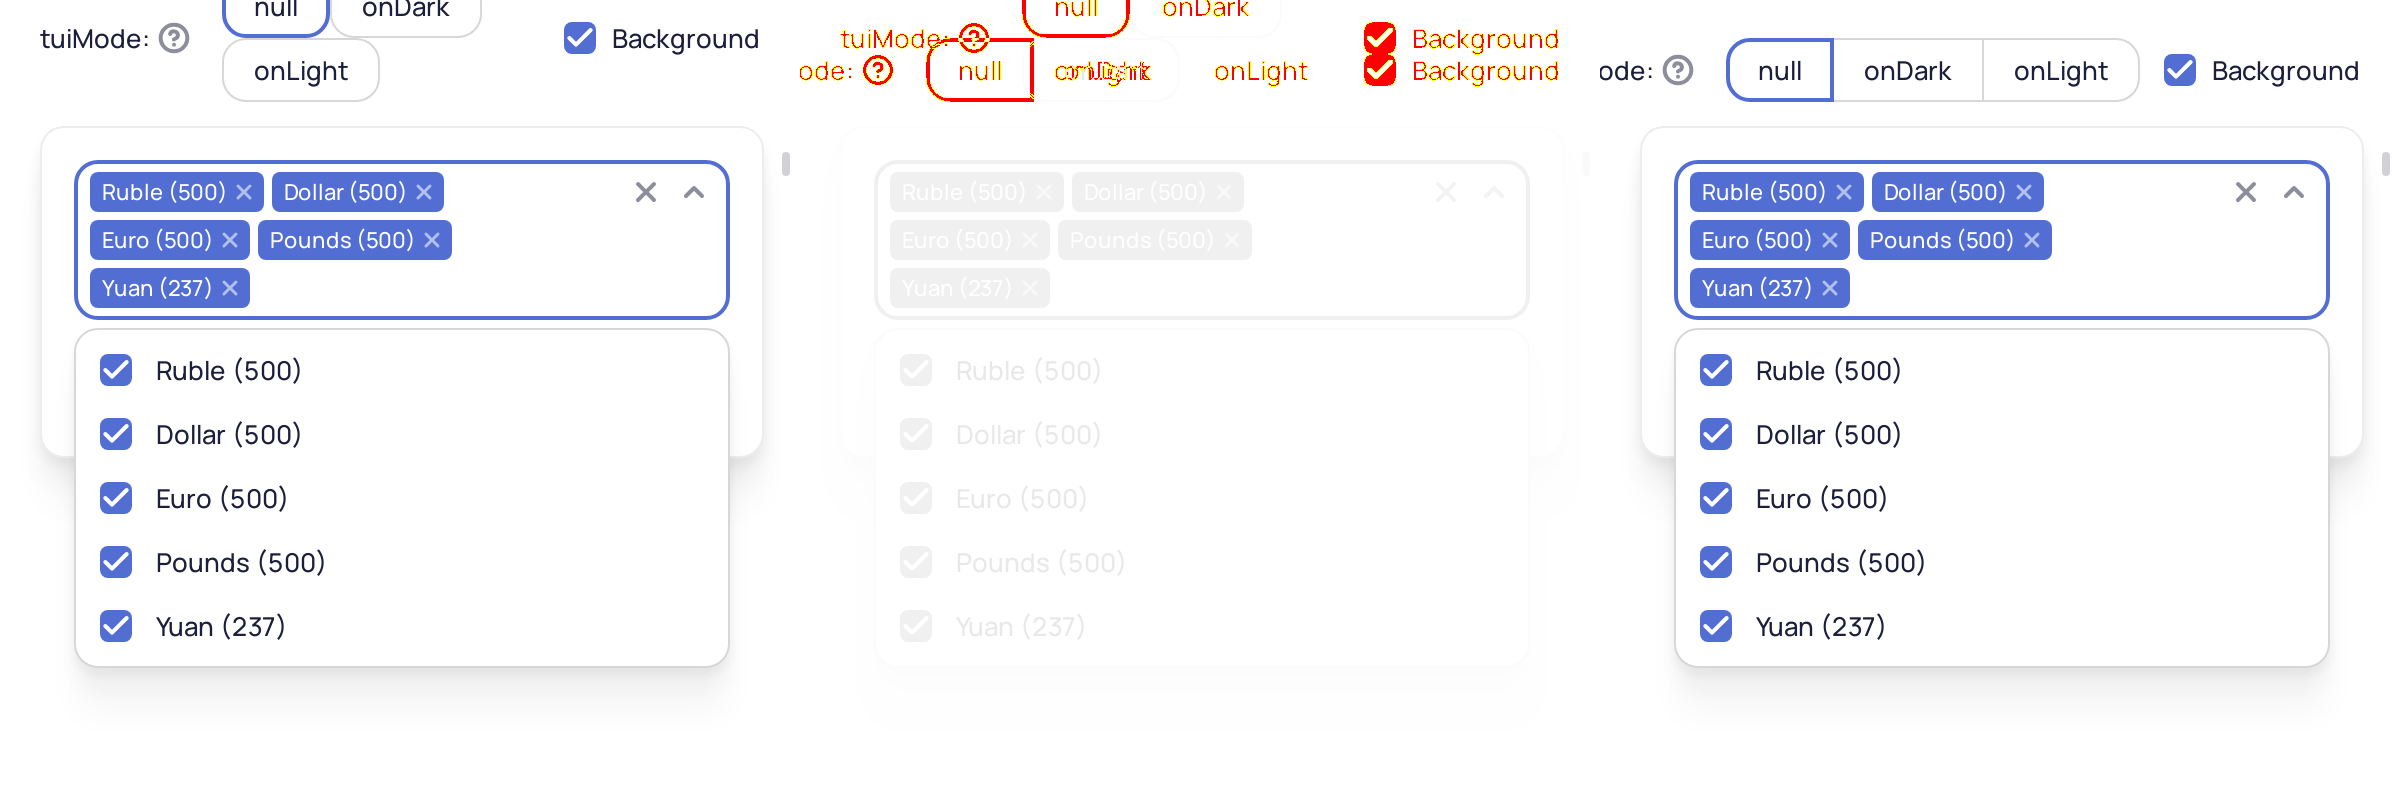 null onDark
tuiMode: Background
onLight
Ruble (500) Dollar (500)
Euro (500) Pounds (500)
Yuan (237)
Ruble (500)
Dollar (500)
Euro (500)
Pounds (500)
Yuan (237)
null onDark
tuiMode: Background
ode: null onLight Background
Ruble (500) Dollar (500)
Euro (500) Pounds (500)
Yuan (237)
Ruble (500)
Dollar (500)
Euro (500)
Pounds (500)
Yuan (237)
ode: null onDark onLight Background
Ruble (500) Dollar (500)
Euro (500) Pounds (500)
Yuan (237)
Ruble (500)
Dollar (500)
Euro (500)
Pounds (500)
Yuan (237)